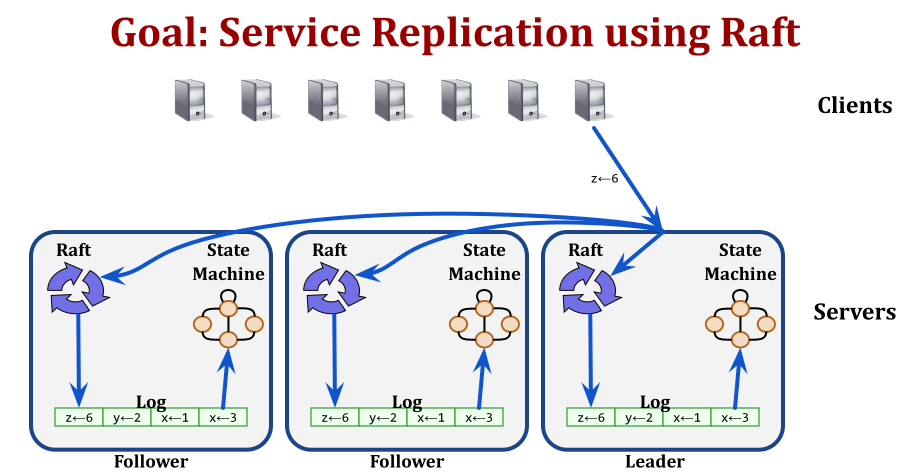 Goal: Service Replication using Raft
Clients
z←6
Raft
State
Machine
Raft
State
Machine
Raft
State
Machine
Servers
Log
z←6 y←2 x←1 x←3
Log
z←6 y←2 x←1 x←3
Log
z←6 y←2 x←1 x←3
Follower
Follower
Leader